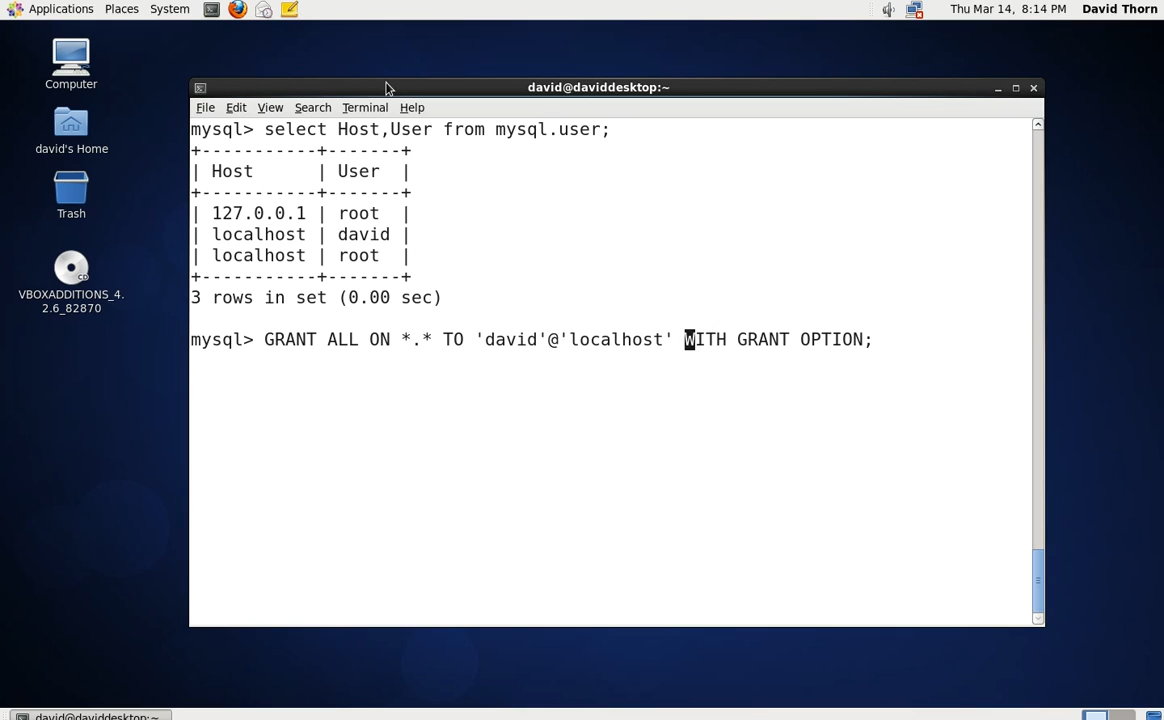 Applications Places System
Thu Mar 14, 8:14 PM David Thorn
Computer
david's Home
Trash
CD
VBOXADDITIONS_4.
2.6_82870
david@daviddesktop:~
File Edit View Search Terminal Help
mysql> select Host,User from mysql.user;
+-----------+-------+
| Host      | User  |
+-----------+-------+
| 127.0.0.1 | root  |
| localhost | david |
| localhost | root  |
+-----------+-------+
3 rows in set (0.00 sec)
mysql> GRANT ALL ON *.* TO 'david'@'localhost' WITH GRANT OPTION;
david@daviddesktop:~